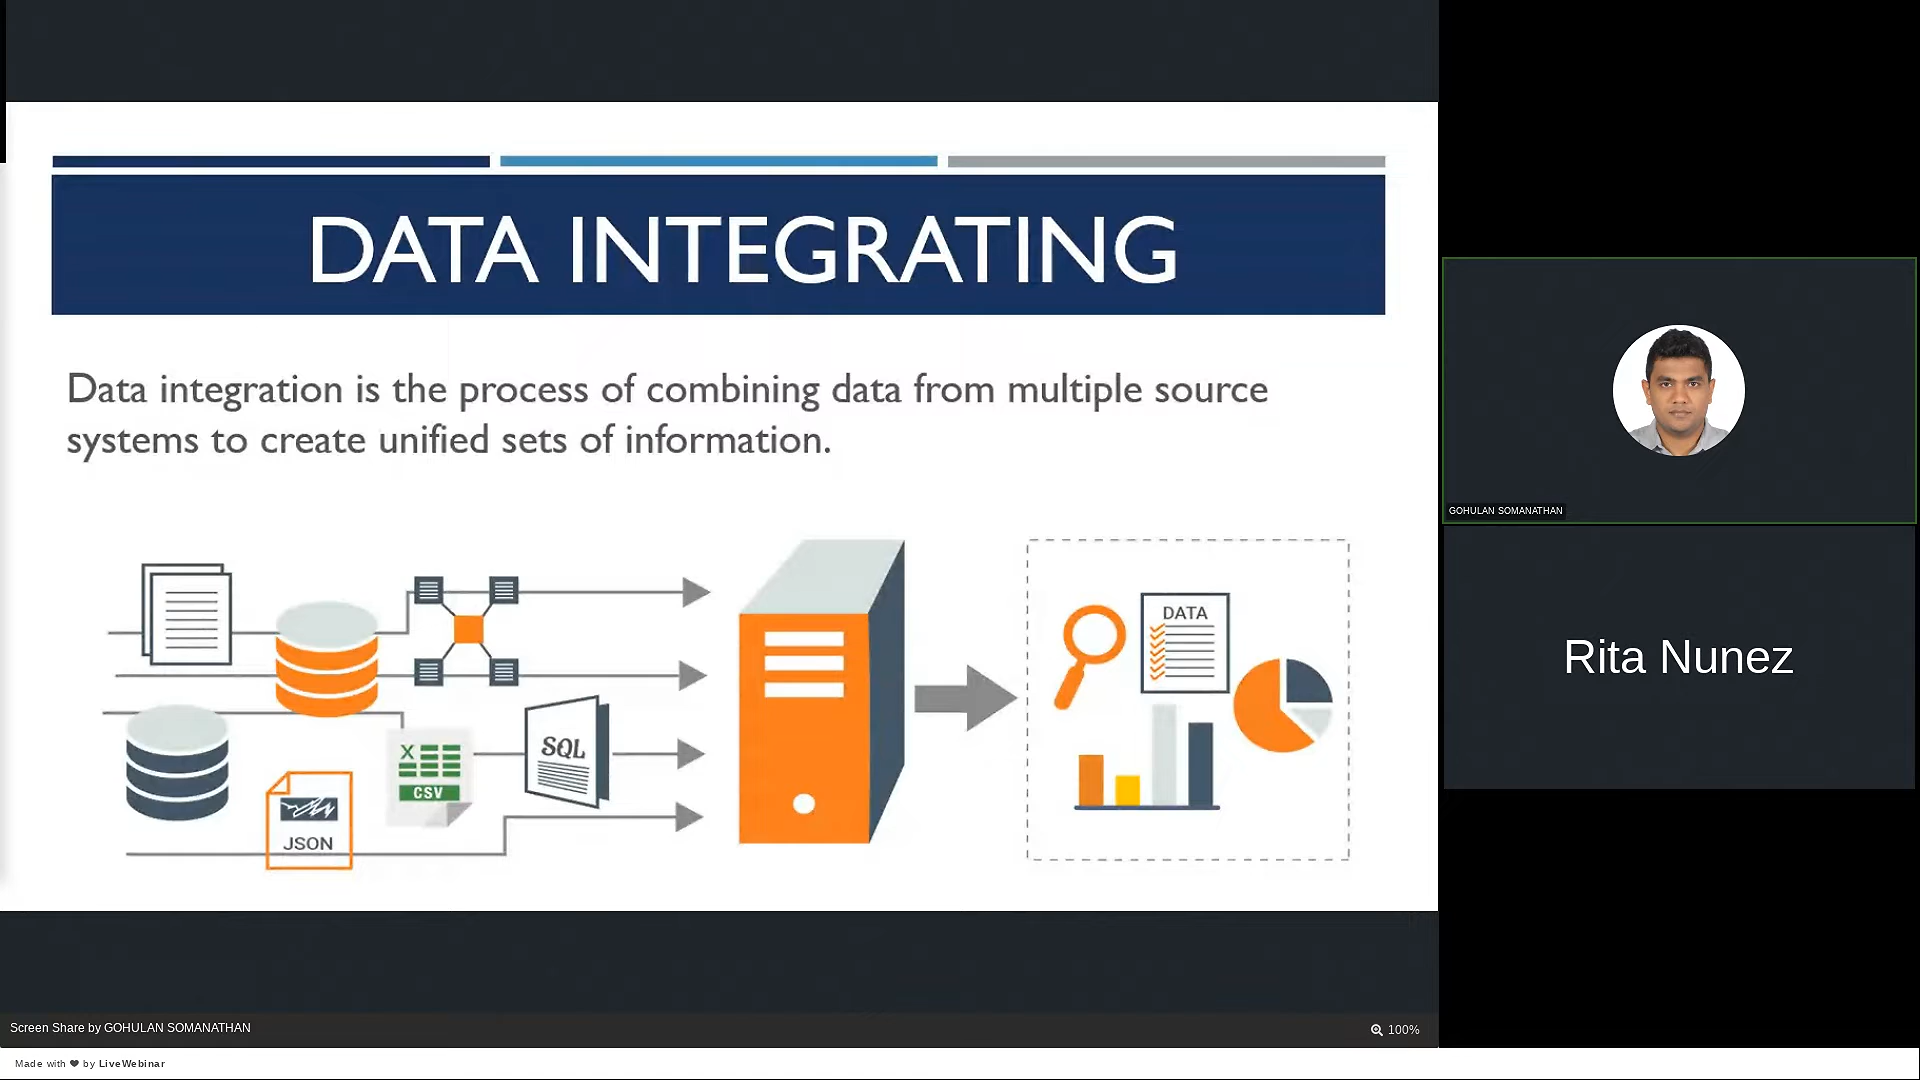 DATA INTEGRATING
Data integration is the process of combining data from multiple source
systems to create unified sets of information.
DATA
SQL
X
CSV
JSON
GOHULAN SOMANATHAN
Rita Nunez
Screen Share by GOHULAN SOMANATHAN
100%
Made with ❤ by LiveWebinar